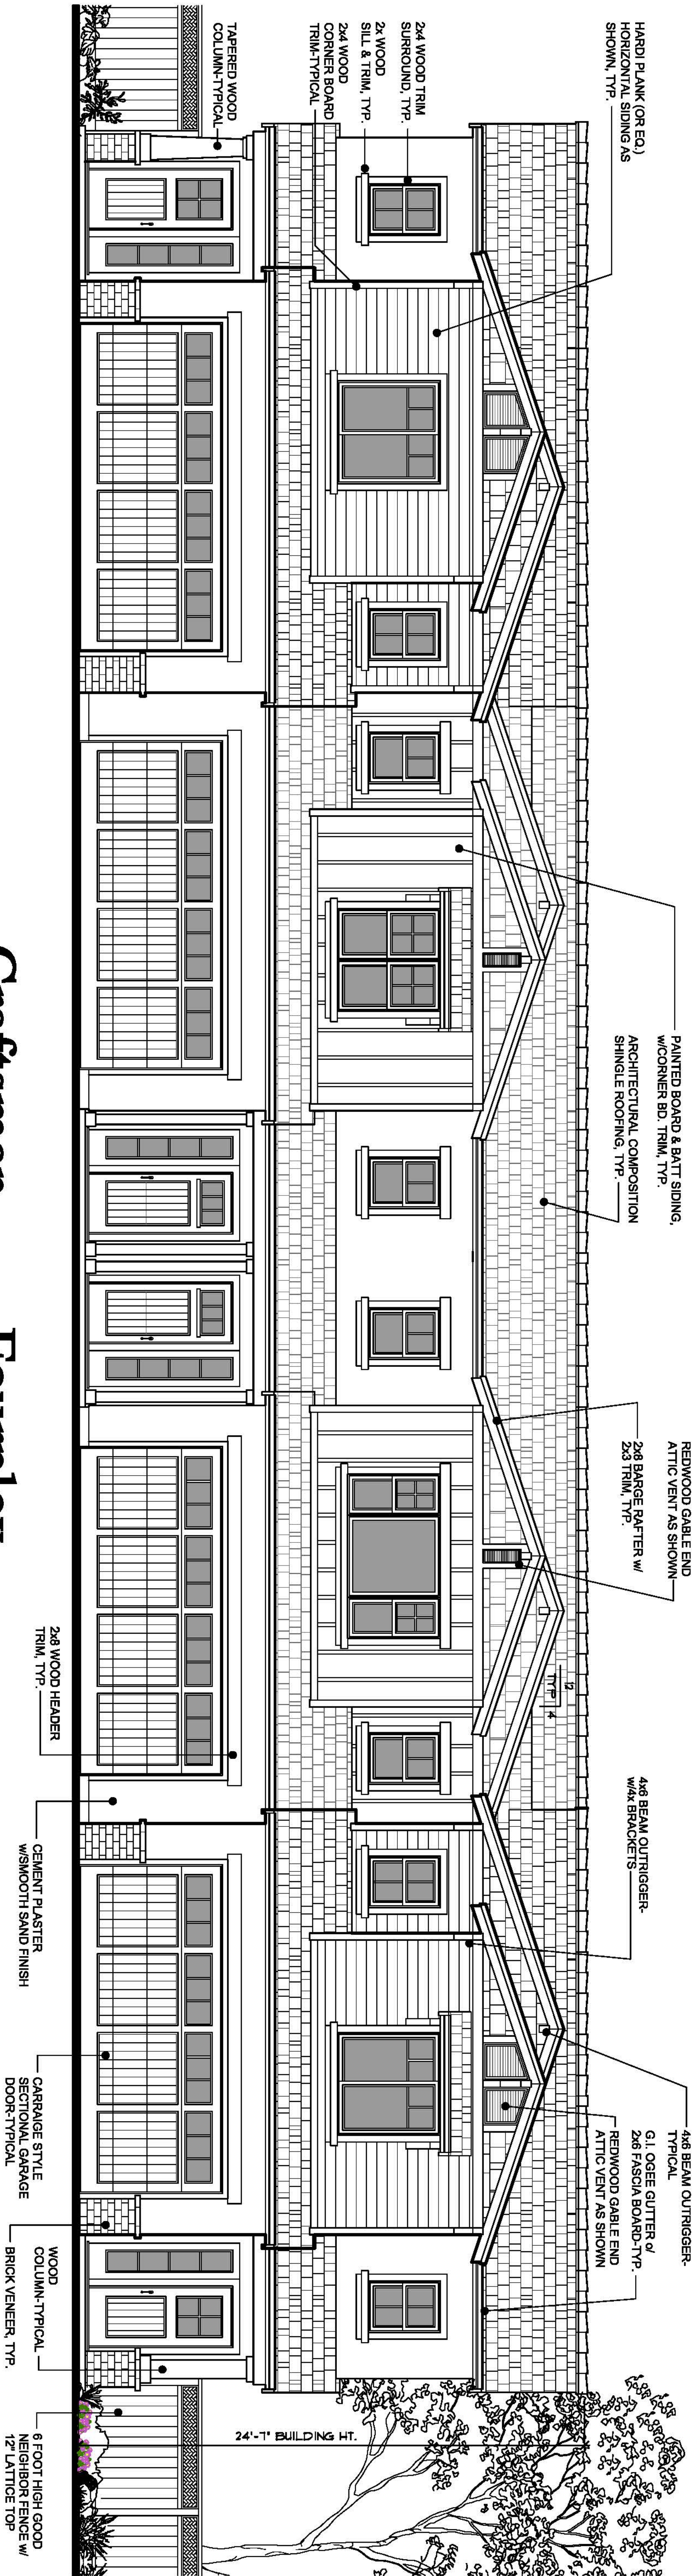 HARDI PLANK (OR EQ.)
HORIZONTAL SIDING AS
SHOWN, TYP.
2x4 WOOD TRIM
SURROUND, TYP.
2x WOOD
SILL & TRIM, TYP.
2x4 WOOD
CORNER BOARD
TRIM-TYPICAL
TAPERED WOOD
COLUMN-TYPICAL
PAINTED BOARD & BATT SIDING,
w/CORNER BD. TRIM, TYP.
ARCHITECTURAL COMPOSITION
SHINGLE ROOFING, TYP.
REDWOOD GABLE END
ATTIC VENT AS SHOWN
2x8 BARGE RAFTER w/
2x3 TRIM, TYP.
12
TYP
4
4x6 BEAM OUTRIGGER-
w/4x BRACKETS
4x6 BEAM OUTRIGGER-
TYPICAL
G.I. OGEE GUTTER o/
2x6 FASCIA BOARD-TYP.
REDWOOD GABLE END
ATTIC VENT AS SHOWN
24'-7" BUILDING HT.
2x8 WOOD HEADER
TRIM, TYP.
CEMENT PLASTER
w/SMOOTH SAND FINISH
CARRAIGE STYLE
SECTIONAL GARAGE
DOOR-TYPICAL
WOOD
COLUMN-TYPICAL
BRICK VENEER, TYP.
6 FOOT HIGH GOOD
NEIGHBOR FENCE w/
12" LATTICE TOP
Craftsman Fourplex